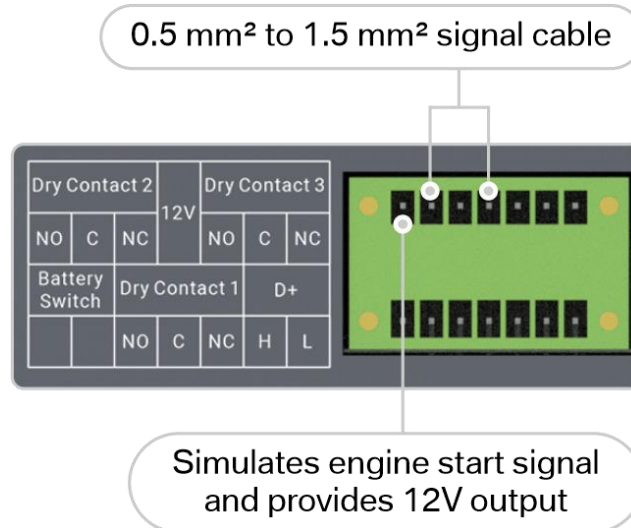 0.5 mm² to 1.5 mm² signal cable
Dry Contact 2 12V Dry Contact 3
NO C NC NO C NC
Battery Switch Dry Contact 1 D+
NO C NC H L
Simulates engine start signal
and provides 12V output